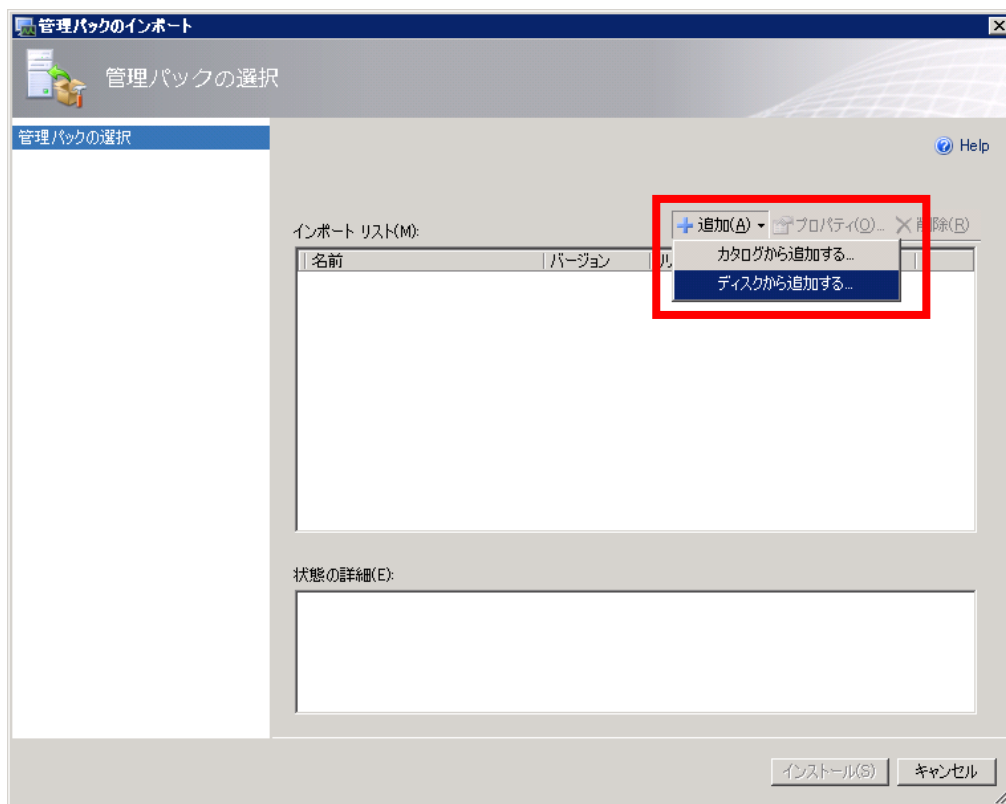 管理パックのインポート
管理パックの選択
管理パックの選択
Help
インポート リスト(M):
追加(A) プロパティ(O)... 削除(R)
カタログから追加する...
ディスクから追加する...
名前 バージョン
状態の詳細(E):
インストール(S) キャンセル